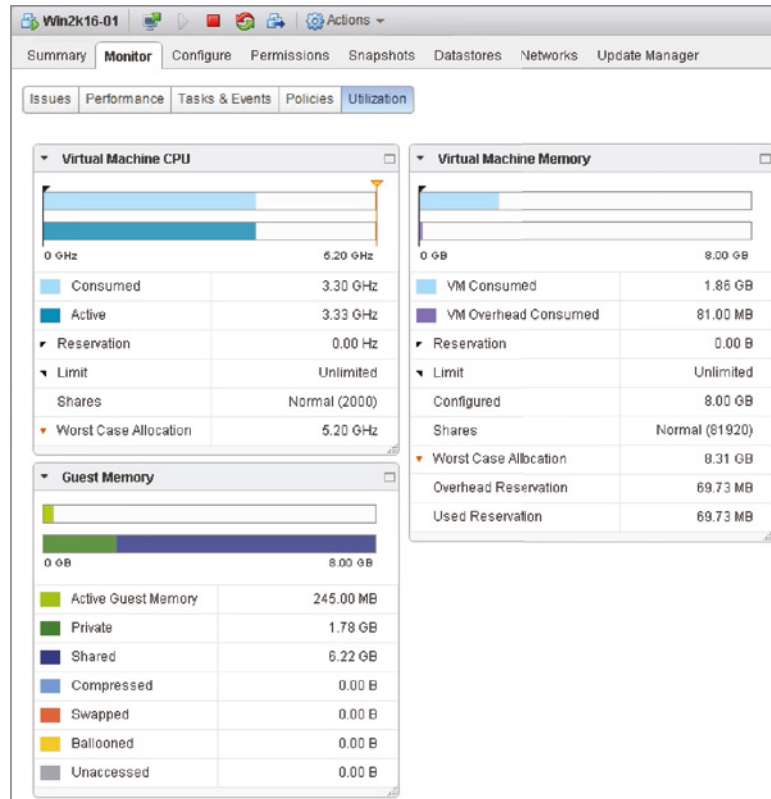 Win2k16-01 Actions
Summary Monitor Configure Permissions Snapshots Datastores Networks Update Manager
Issues Performance Tasks & Events Policies Utilization
Virtual Machine CPU
0 GHz 5.20 GHz
Consumed 3.30 GHz
Active 3.33 GHz
Reservation 0.00 Hz
Limit Unlimited
Shares Normal (2000)
Worst Case Allocation 5.20 GHz
Guest Memory
0 GB 8.00 GB
Active Guest Memory 245.00 MB
Private 1.78 GB
Shared 6.22 GB
Compressed 0.00 B
Swapped 0.00 B
Ballooned 0.00 B
Unaccessed 0.00 B
Virtual Machine Memory
0 GB 8.00 GB
VM Consumed 1.86 GB
VM Overhead Consumed 81.00 MB
Reservation 0.00 B
Limit Unlimited
Configured 8.00 GB
Shares Normal (81920)
Worst Case Allocation 8.31 GB
Overhead Reservation 69.73 MB
Used Reservation 69.73 MB